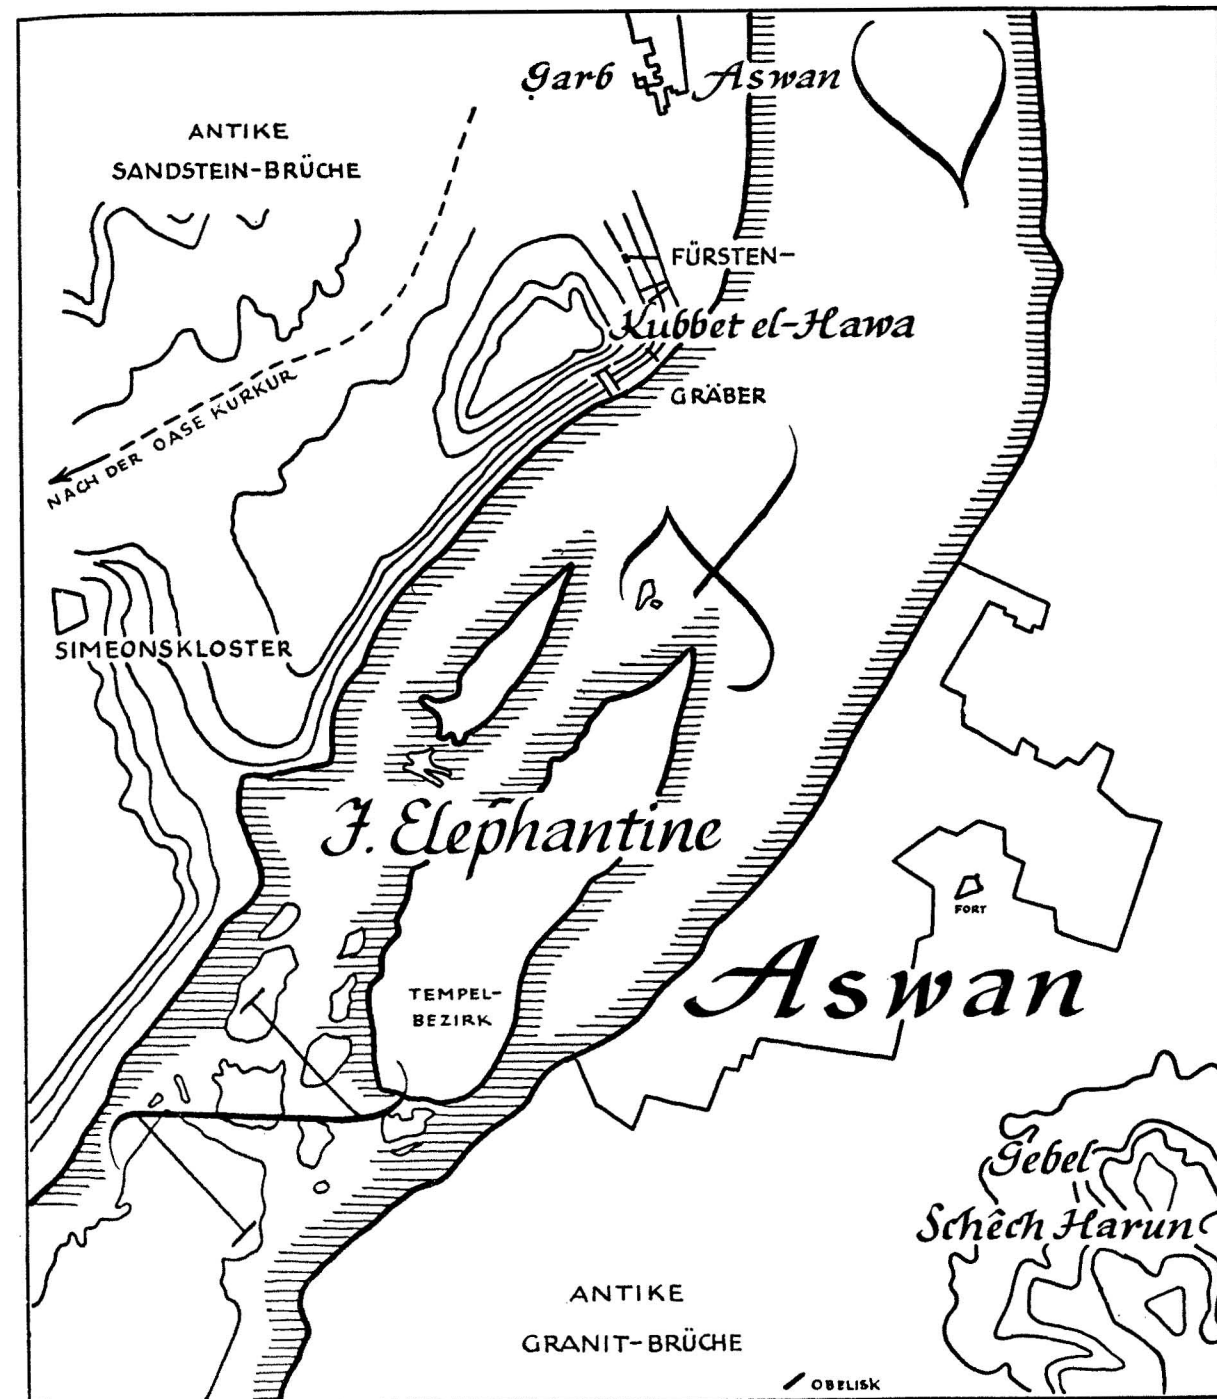 Garb Aswan
ANTIKE
SANDSTEIN-BRÜCHE
FÜRSTEN-
Kubbet el-Hawa
GRÄBER
NACH DER OASE KURKUR
SIMEONSKLOSTER
J. Elephantine
FORT
Aswan
TEMPEL-
BEZIRK
Gebel
Schêch Harun
ANTIKE
GRANIT-BRÜCHE
OBELISK